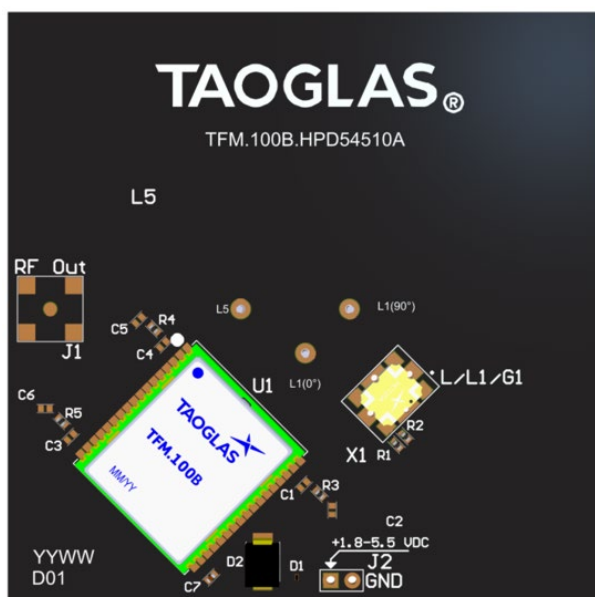 TAOGLAS®
TFM.100B.HPD54510A
L5
RF Out
J1
C5
R4
C4
L5
L1(90°)
L1(0°)
C6
R5
C3
U1
TAOGLAS
TFM.100B
MM/YY
L/L1/G1
X1
R2
R1
C1
R3
C2
+1.8-5.5 VDC
J2
GND
D2
D1
C7
YYWW
D01